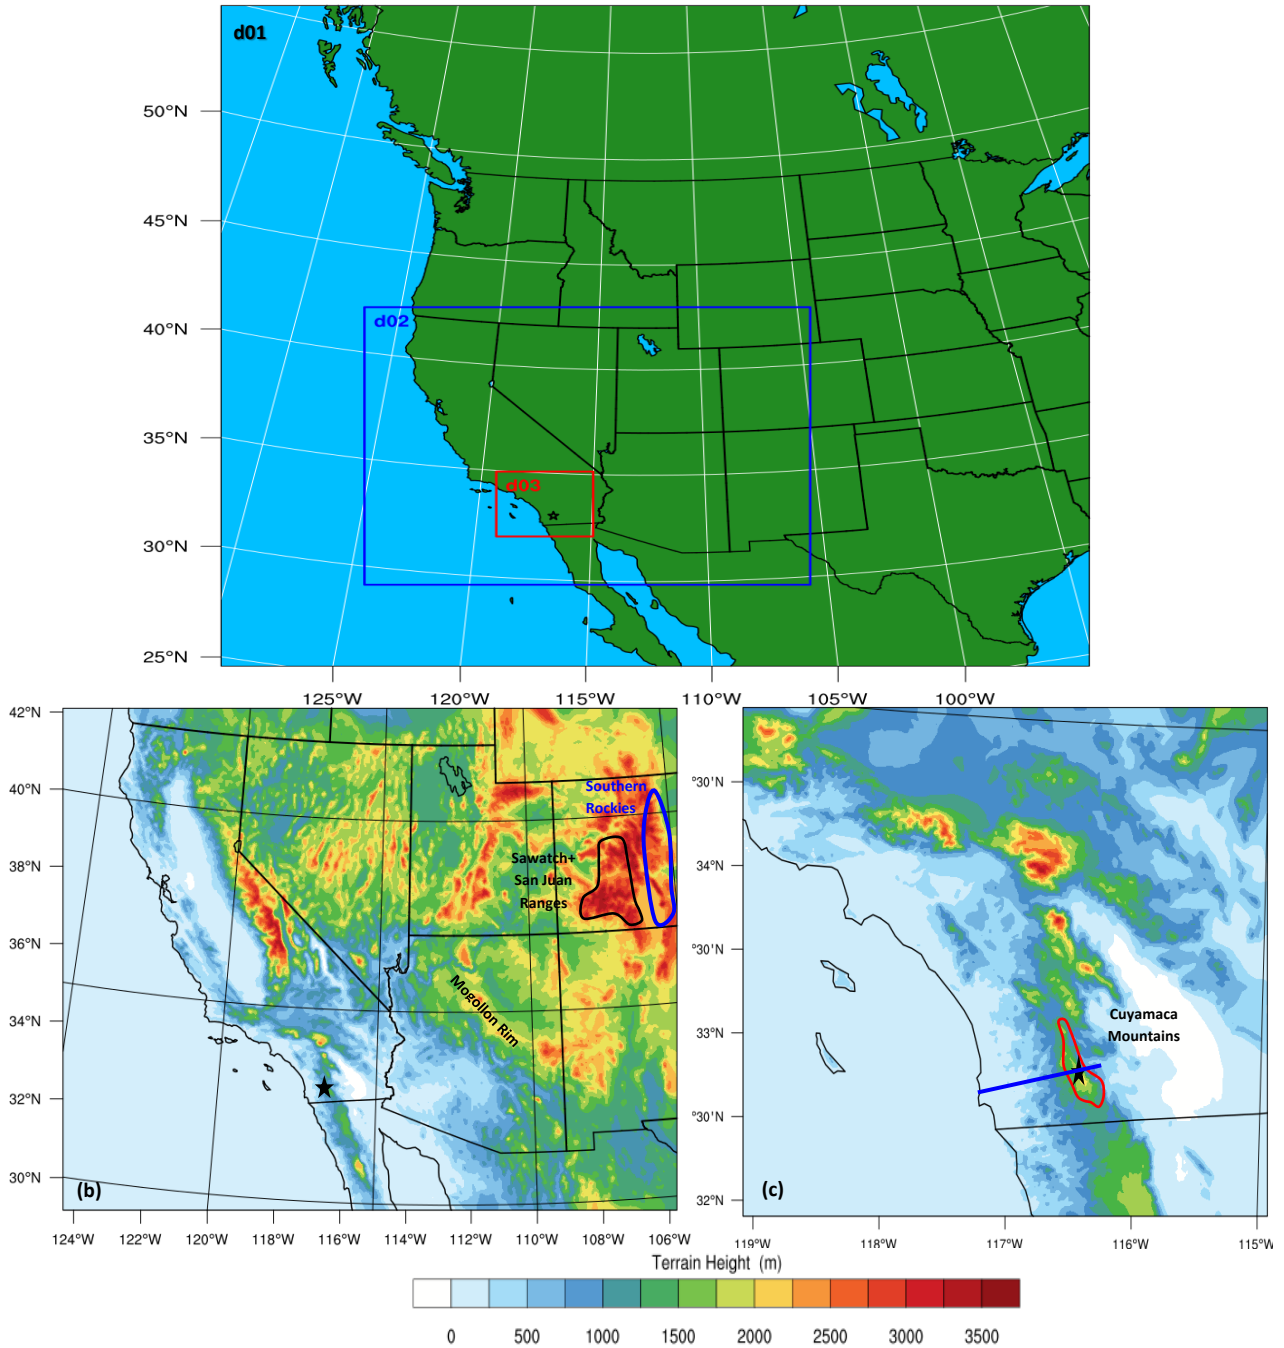 d01
50°N
45°N
40°N
35°N
30°N
25°N
d02
d03
125°W
120°W
115°W
110°W
105°W
100°W
42°N
40°N
38°N
36°N
34°N
32°N
30°N
Southern
Rockies
Sawatch+
San Juan
Ranges
Mogollon Rim
(b)
124°W
122°W
120°W
118°W
116°W
114°W
112°W
110°W
108°W
106°W
°30'N
34°N
°30'N
33°N
°30'N
32°N
Cuyamaca
Mountains
(c)
119°W
118°W
117°W
116°W
115°W
Terrain Height (m)
0
500
1000
1500
2000
2500
3000
3500